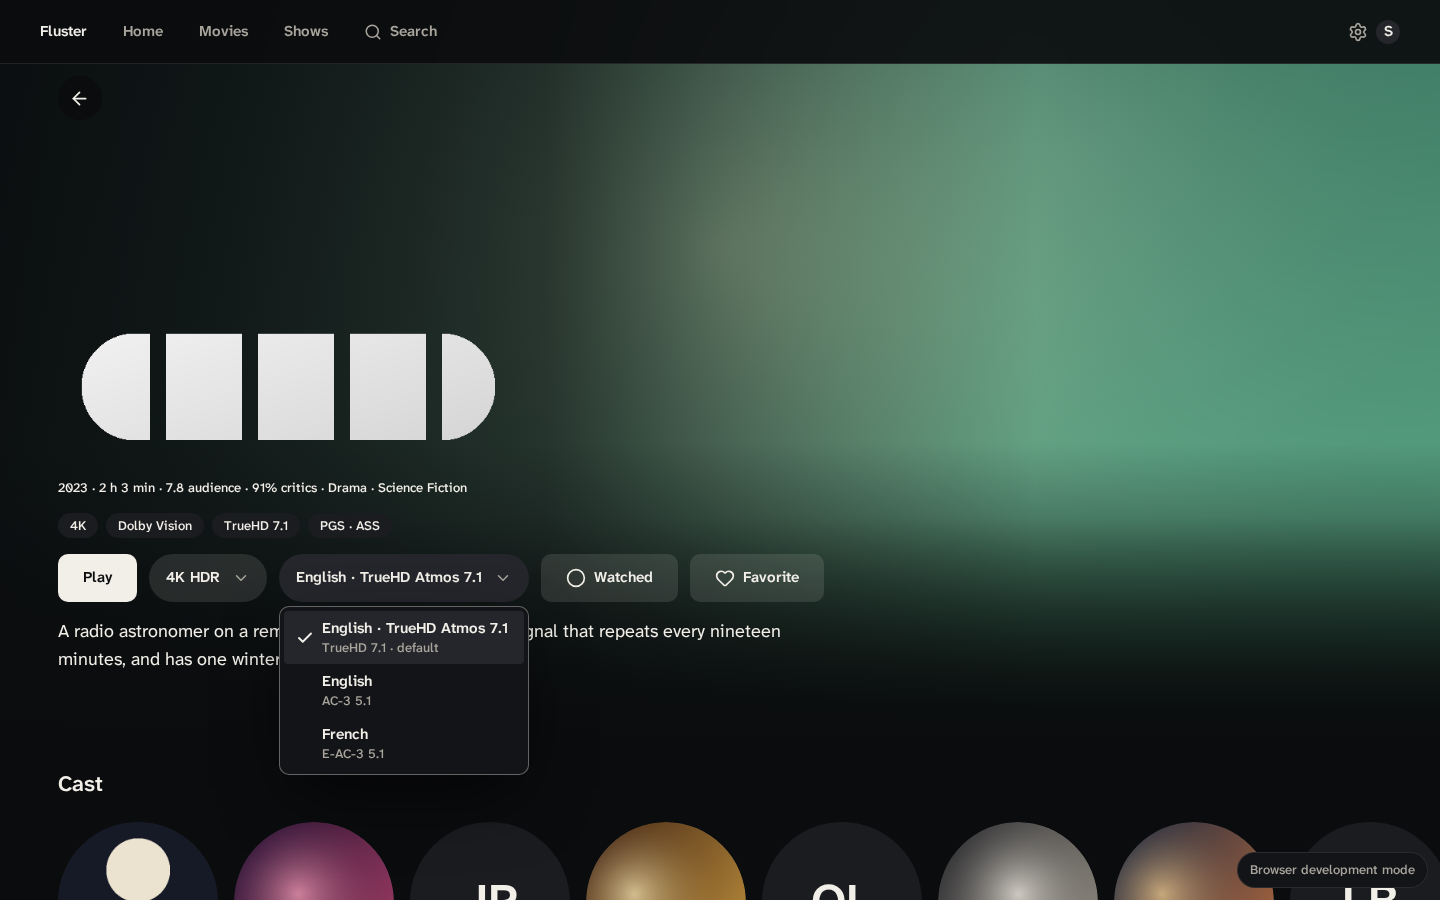 Fluster Home Movies Shows Search S
2023 · 2 h 3 min · 7.8 audience · 91% critics · Drama · Science Fiction
4K Dolby Vision TrueHD 7.1 PGS · ASS
Play 4K HDR English · TrueHD Atmos 7.1 Watched Favorite
A radio astronomer on a rem gnal that repeats every nineteen
minutes, and has one winter
English · TrueHD Atmos 7.1
TrueHD 7.1 · default
English
AC-3 5.1
French
E-AC-3 5.1
Cast
Browser development mode